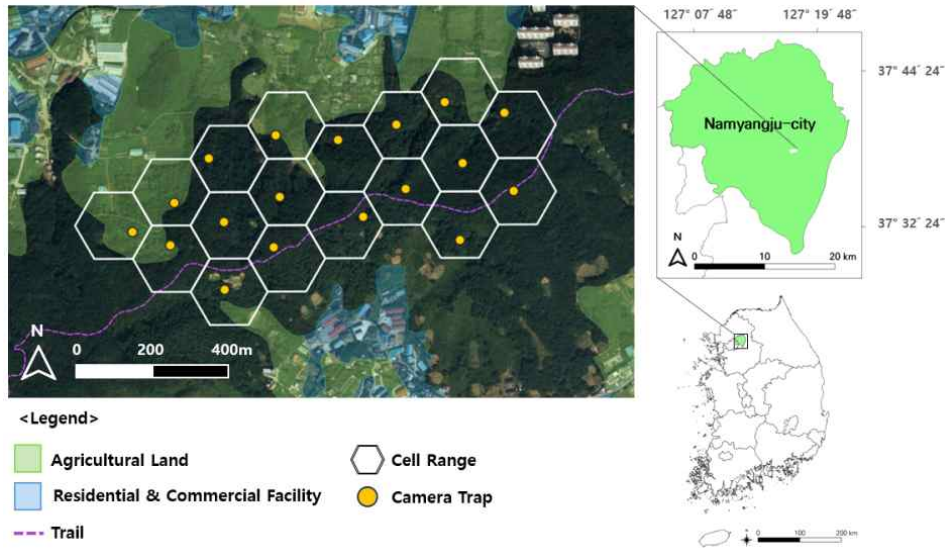 127° 07´ 48˝ 127° 19´ 48˝
37° 44´ 24˝
Namyangju-city
37° 32´ 24˝
N
0 10 20 km
N
0 200 400m
<Legend>
Agricultural Land
Cell Range
Residential & Commercial Facility
Camera Trap
Trail
0 100 200 km